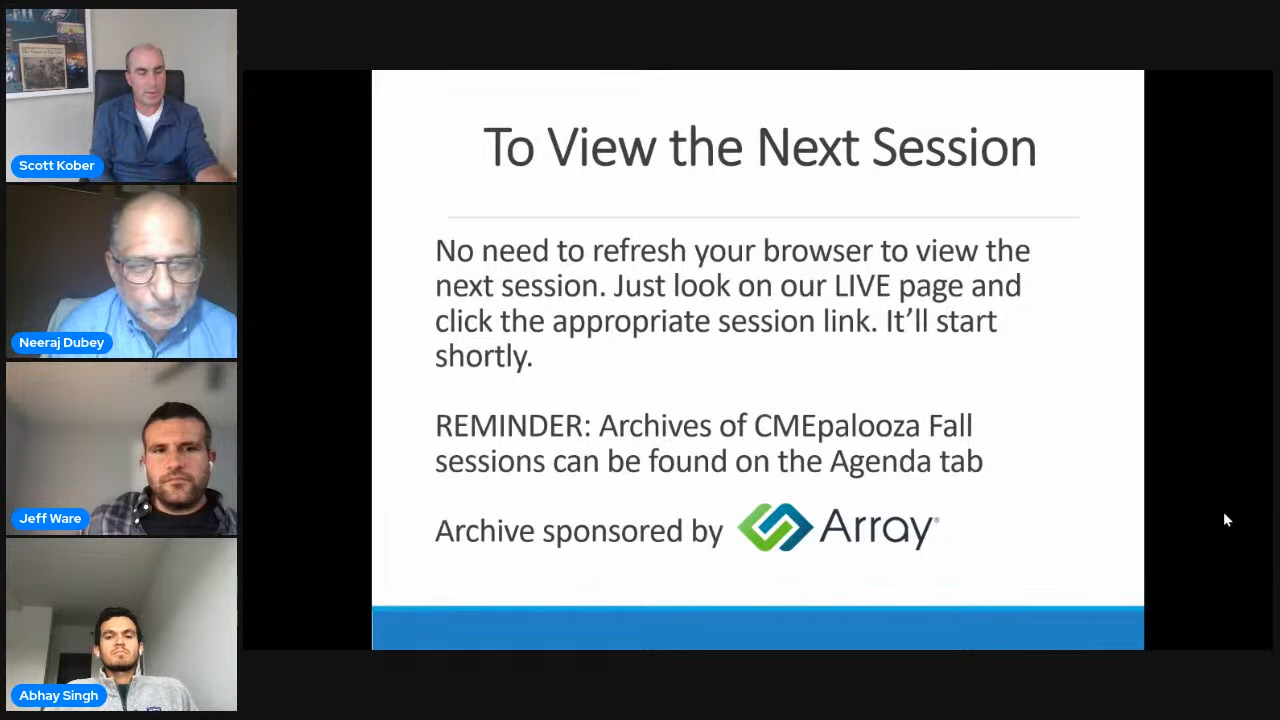 Scott Kober
Neeraj Dubey
Jeff Ware
Abhay Singh
To View the Next Session
No need to refresh your browser to view the
next session. Just look on our LIVE page and
click the appropriate session link. It’ll start
shortly.
REMINDER: Archives of CMEpalooza Fall
sessions can be found on the Agenda tab
Archive sponsored by Array®